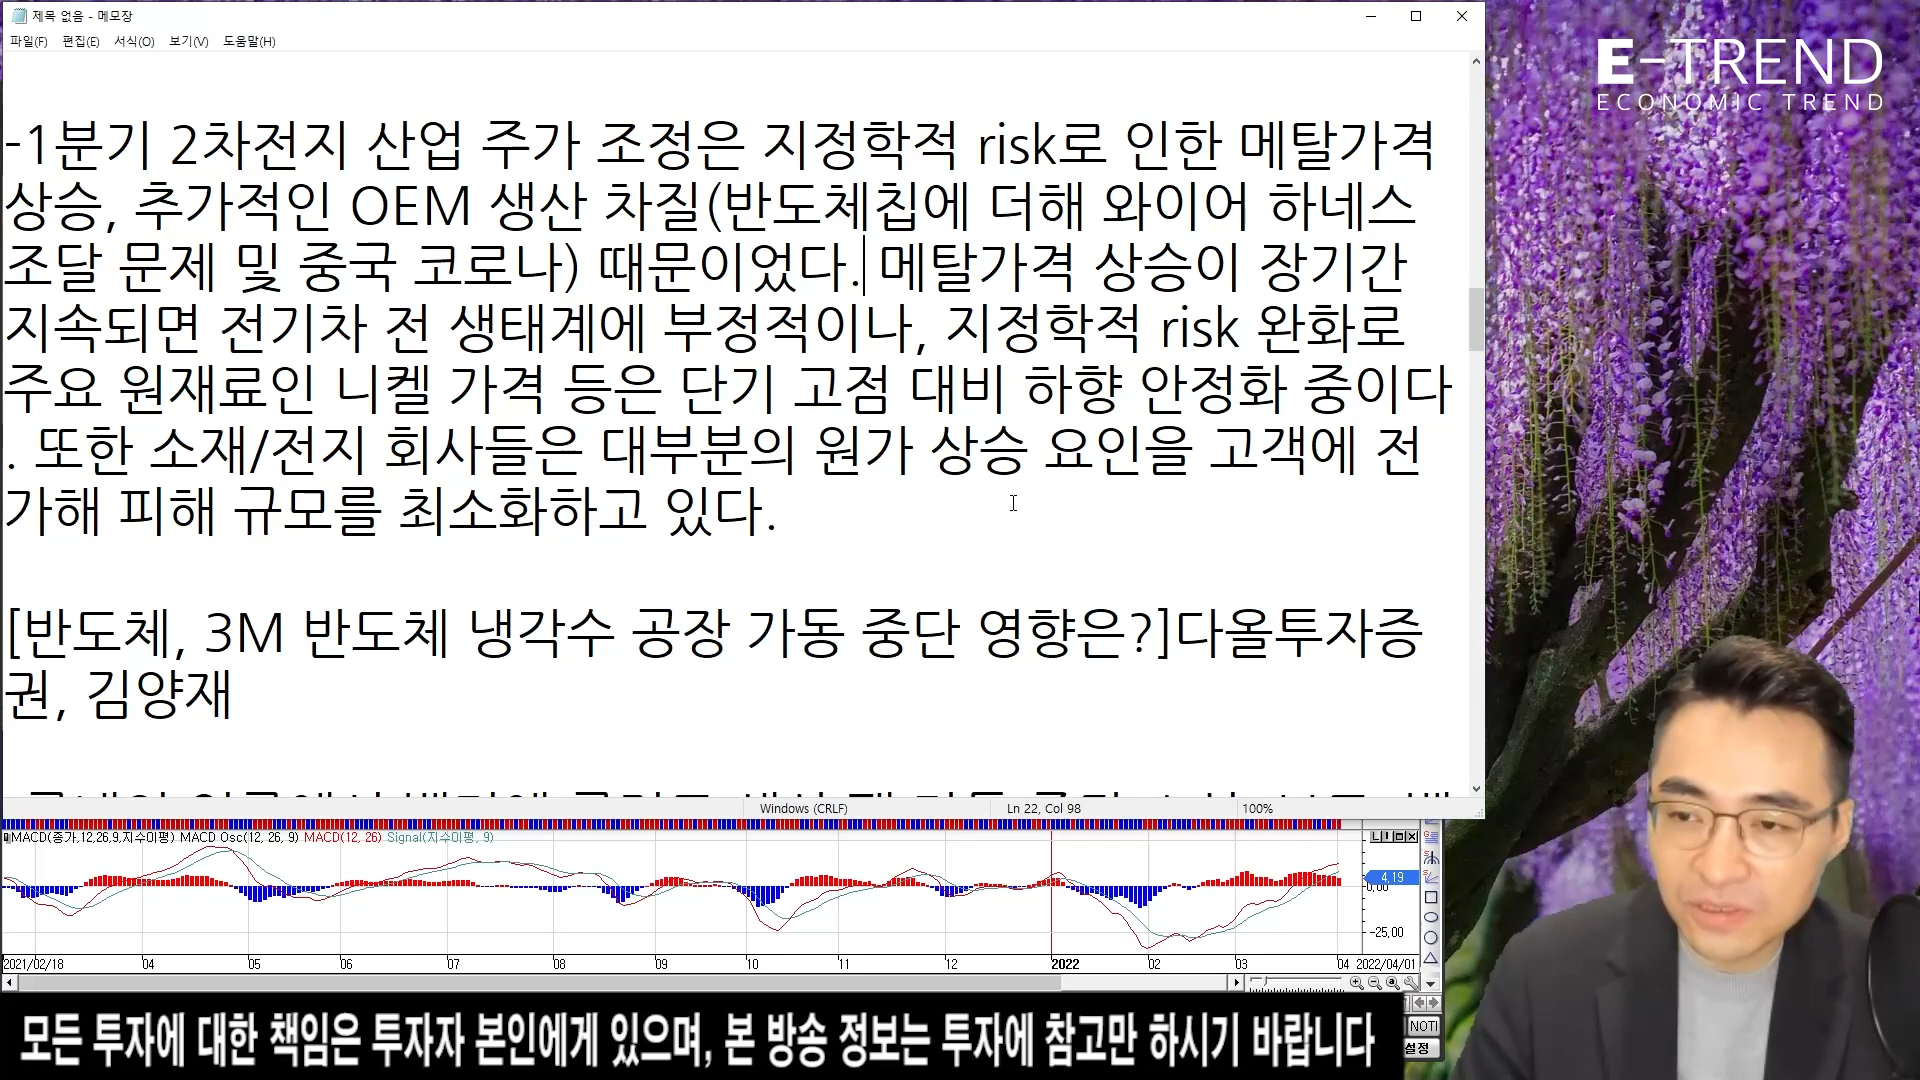 제목 없음 - 메모장
파일(F) 편집(E) 서식(O) 보기(V) 도움말(H)
E-TREND
ECONOMIC TREND
-1분기 2차전지 산업 주가 조정은 지정학적 risk로 인한 메탈가격
상승, 추가적인 OEM 생산 차질(반도체칩에 더해 와이어 하네스
조달 문제 및 중국 코로나) 때문이었다. 메탈가격 상승이 장기간
지속되면 전기차 전 생태계에 부정적이나, 지정학적 risk 완화로
주요 원재료인 니켈 가격 등은 단기 고점 대비 하향 안정화 중이다
. 또한 소재/전지 회사들은 대부분의 원가 상승 요인을 고객에 전
가해 피해 규모를 최소화하고 있다.
[반도체, 3M 반도체 냉각수 공장 가동 중단 영향은?]다올투자증
권, 김양재
Windows (CRLF) Ln 22, Col 98 100%
MACD(종가,12,26,9,지수이평) MACD Osc(12, 26, 9) MACD(12, 26) Signal(지수이평, 9)
4,19
0,00
-25,00
2021/02/18 04 05 06 07 08 09 10 11 12 2022 02 03 04 2022/04/01
NOTI
설정
모든 투자에 대한 책임은 투자자 본인에게 있으며, 본 방송 정보는 투자에 참고만 하시기 바랍니다